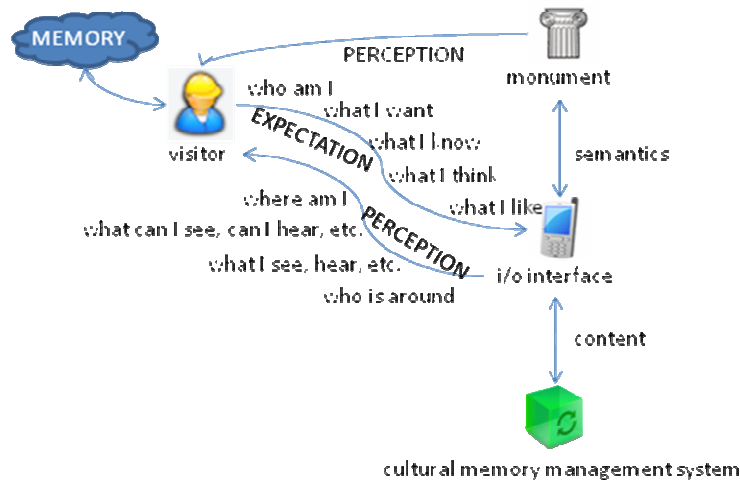 MEMORY
PERCEPTION
monument
who am I
what I want
EXPECTATION
what I know
visitor
semantics
what I think
where am I
what I like
PERCEPTION
what can I see, can I hear, etc.
what I see, hear, etc.
i/o interface
who is around
content
cultural memory management system